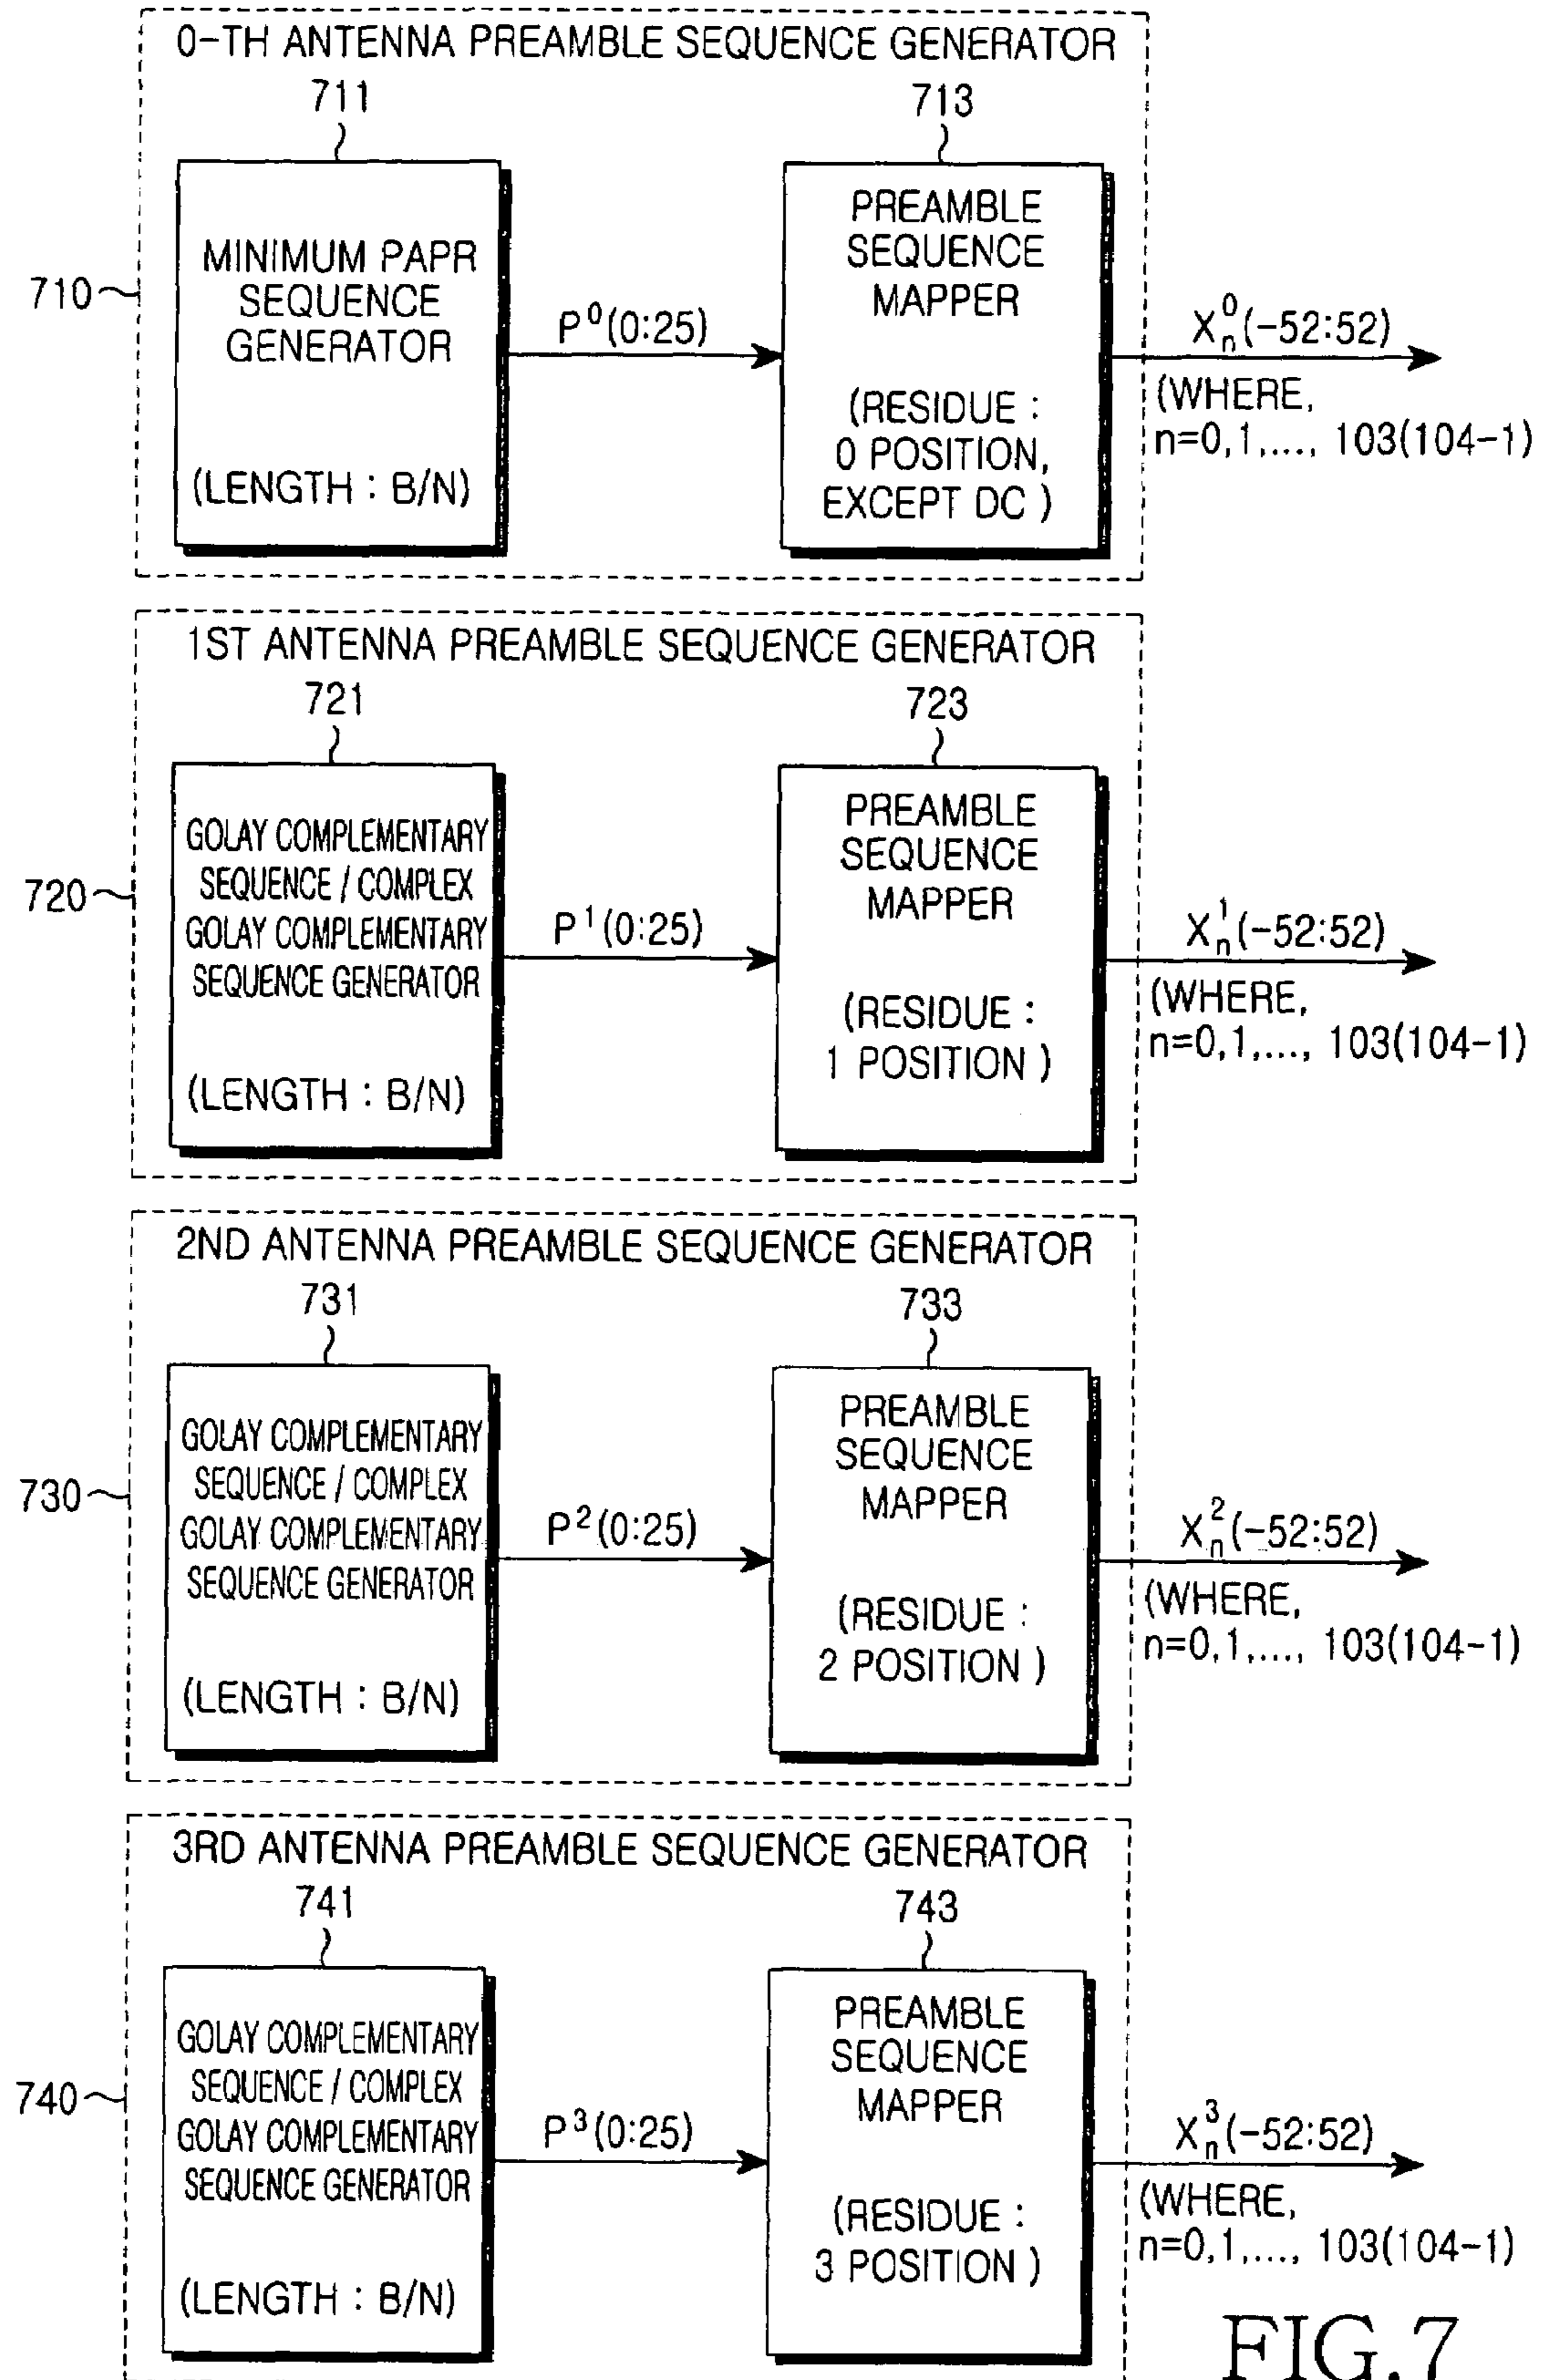 0-TH ANTENNA PREAMBLE SEQUENCE GENERATOR
711
713
710
MINIMUM PAPR
SEQUENCE
GENERATOR
(LENGTH : B/N)
P⁰(0:25)
PREAMBLE
SEQUENCE
MAPPER
(RESIDUE :
0 POSITION,
EXCEPT DC )
Xₙ⁰(-52:52)
(WHERE,
n=0,1,..., 103(104-1)
1ST ANTENNA PREAMBLE SEQUENCE GENERATOR
721
723
720
GOLAY COMPLEMENTARY
SEQUENCE / COMPLEX
GOLAY COMPLEMENTARY
SEQUENCE GENERATOR
(LENGTH : B/N)
P¹(0:25)
PREAMBLE
SEQUENCE
MAPPER
(RESIDUE :
1 POSITION )
Xₙ¹(-52:52)
(WHERE,
n=0,1,..., 103(104-1)
2ND ANTENNA PREAMBLE SEQUENCE GENERATOR
731
733
730
GOLAY COMPLEMENTARY
SEQUENCE / COMPLEX
GOLAY COMPLEMENTARY
SEQUENCE GENERATOR
(LENGTH : B/N)
P²(0:25)
PREAMBLE
SEQUENCE
MAPPER
(RESIDUE :
2 POSITION )
Xₙ²(-52:52)
(WHERE,
n=0,1,..., 103(104-1)
3RD ANTENNA PREAMBLE SEQUENCE GENERATOR
741
743
740
GOLAY COMPLEMENTARY
SEQUENCE / COMPLEX
GOLAY COMPLEMENTARY
SEQUENCE GENERATOR
(LENGTH : B/N)
P³(0:25)
PREAMBLE
SEQUENCE
MAPPER
(RESIDUE :
3 POSITION )
Xₙ³(-52:52)
(WHERE,
n=0,1,..., 103(104-1)
FIG.7